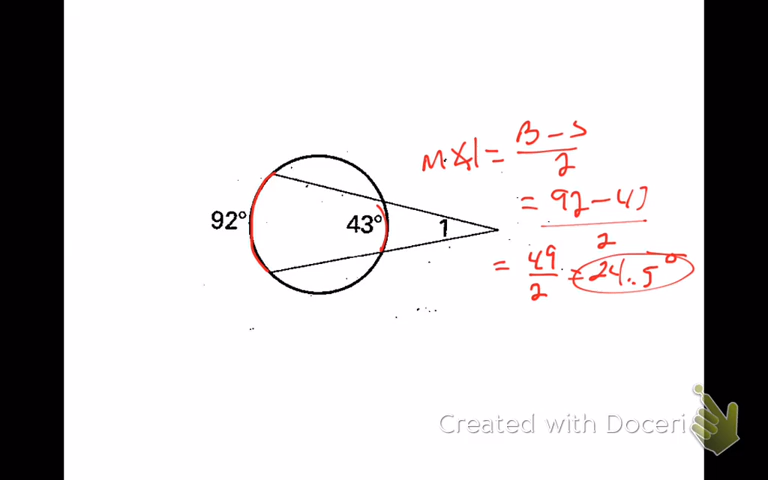 m∡1 = B - S / 2
= 92 - 43 / 2
= 49 / 2 = 24.5°
92°
43°
1
Created with Doceri